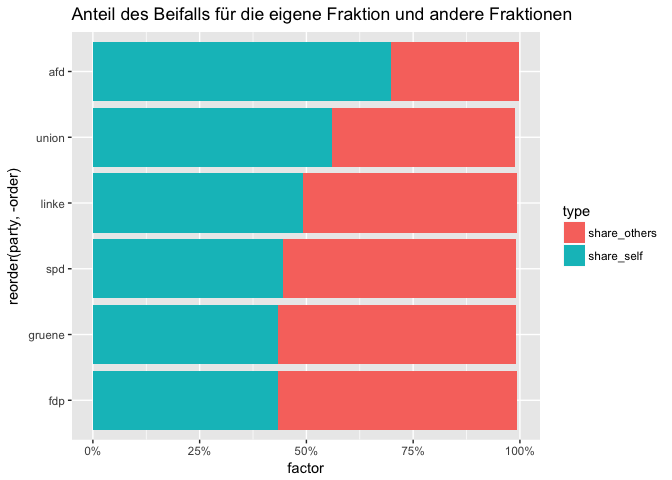 Anteil des Beifalls für die eigene Fraktion und andere Fraktionen
reorder(party, -order)
afd
union
linke
spd
gruene
fdp
0%
25%
50%
75%
100%
factor
type
share_others
share_self